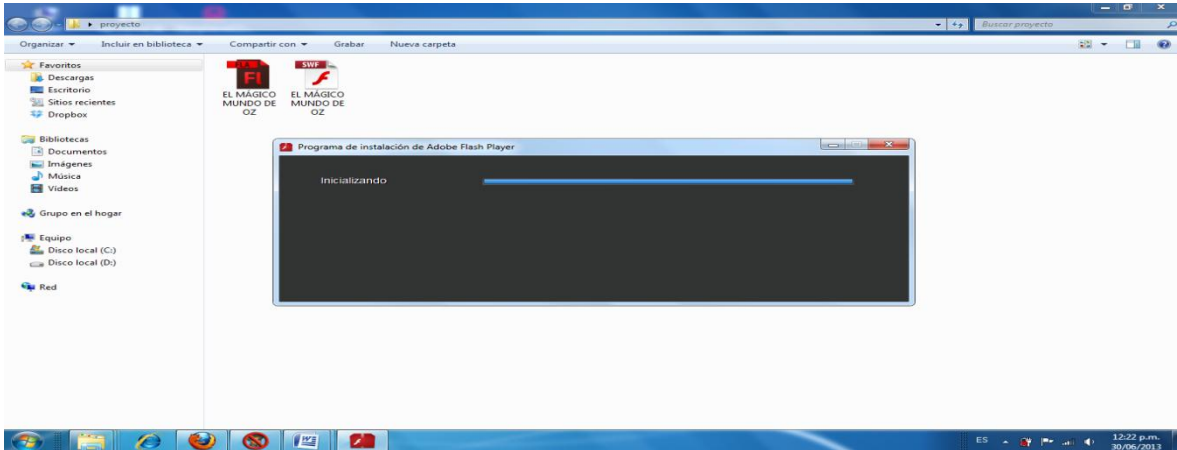 proyecto
Buscar proyecto
Organizar
Incluir en biblioteca
Compartir con
Grabar
Nueva carpeta
Favoritos
Descargas
Escritorio
Sitios recientes
Dropbox
Bibliotecas
Documentos
Imágenes
Música
Vídeos
Grupo en el hogar
Equipo
Disco local (C:)
Disco local (D:)
Red
FL
EL MÁGICO
MUNDO DE
OZ
SWF
EL MÁGICO
MUNDO DE
OZ
Programa de instalación de Adobe Flash Player
Inicializando
ES
12:22 p.m.
30/06/2013